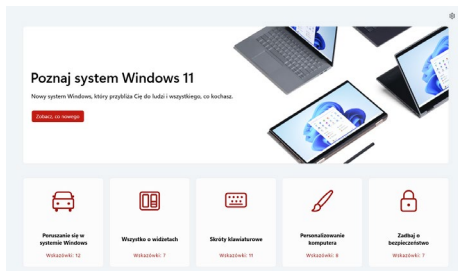 Poznaj system Windows 11
Nowy system Windows, który przybliża Cię do ludzi i wszystkiego, co kochasz.
Zobacz, co nowego
Poruszanie się w
systemie Windows
Wskazówki: 12
Wszystko o widżetach
Wskazówki: 7
Skróty klawiaturowe
Wskazówki: 11
Personalizowanie
komputera
Wskazówki: 8
Zadbaj o
bezpieczeństwo
Wskazówki: 7